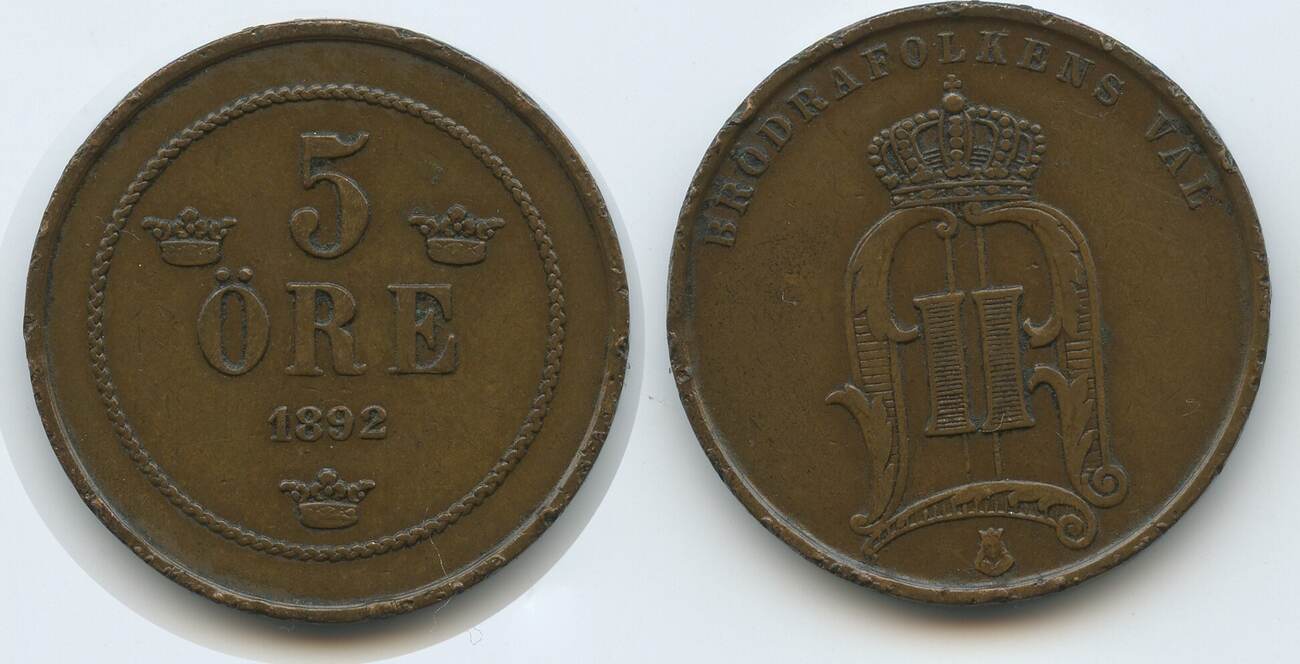 5
ÖRE
1892
BRÖDRAFOLKENS VÄL
II